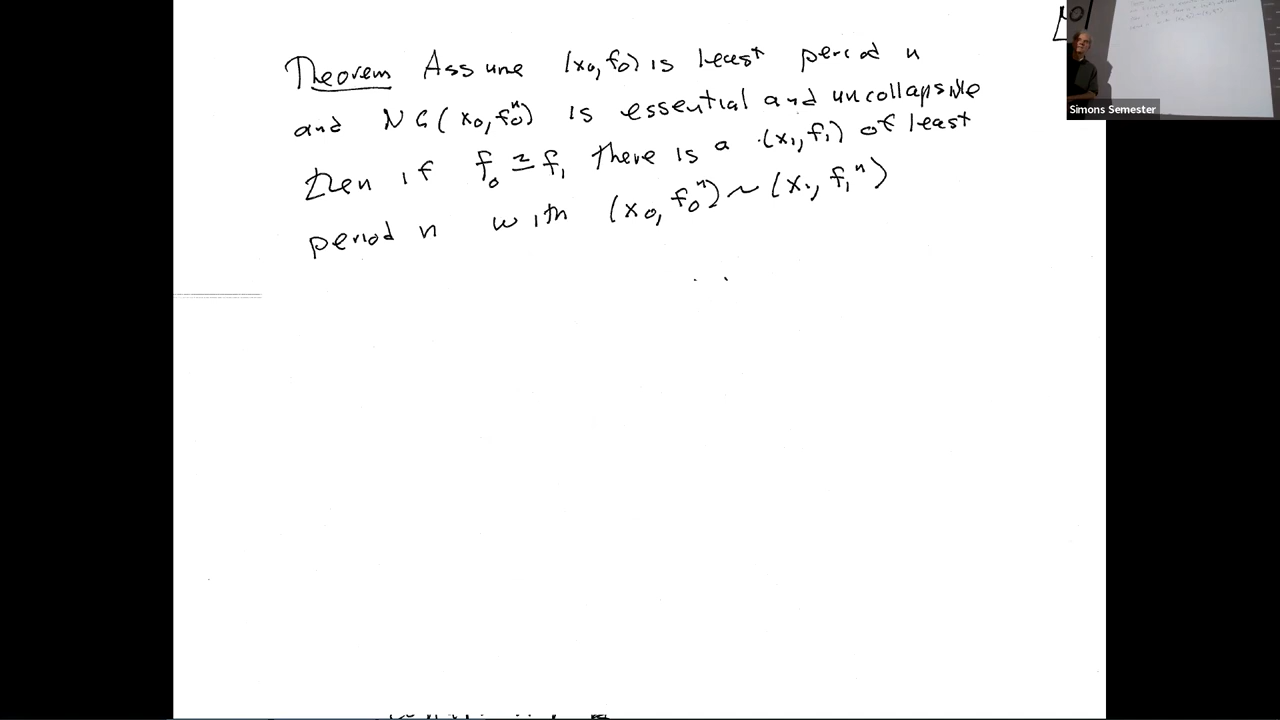 Theorem Assume (x₀, f₀) is least period n
and NC(x₀, f₀ⁿ) is essential and uncollapsible
then if f₀ ≃ f₁ there is a (x₁, f₁) of least
period n with (x₀, f₀ⁿ) ~ (x₁, f₁ⁿ)
Simons Semester